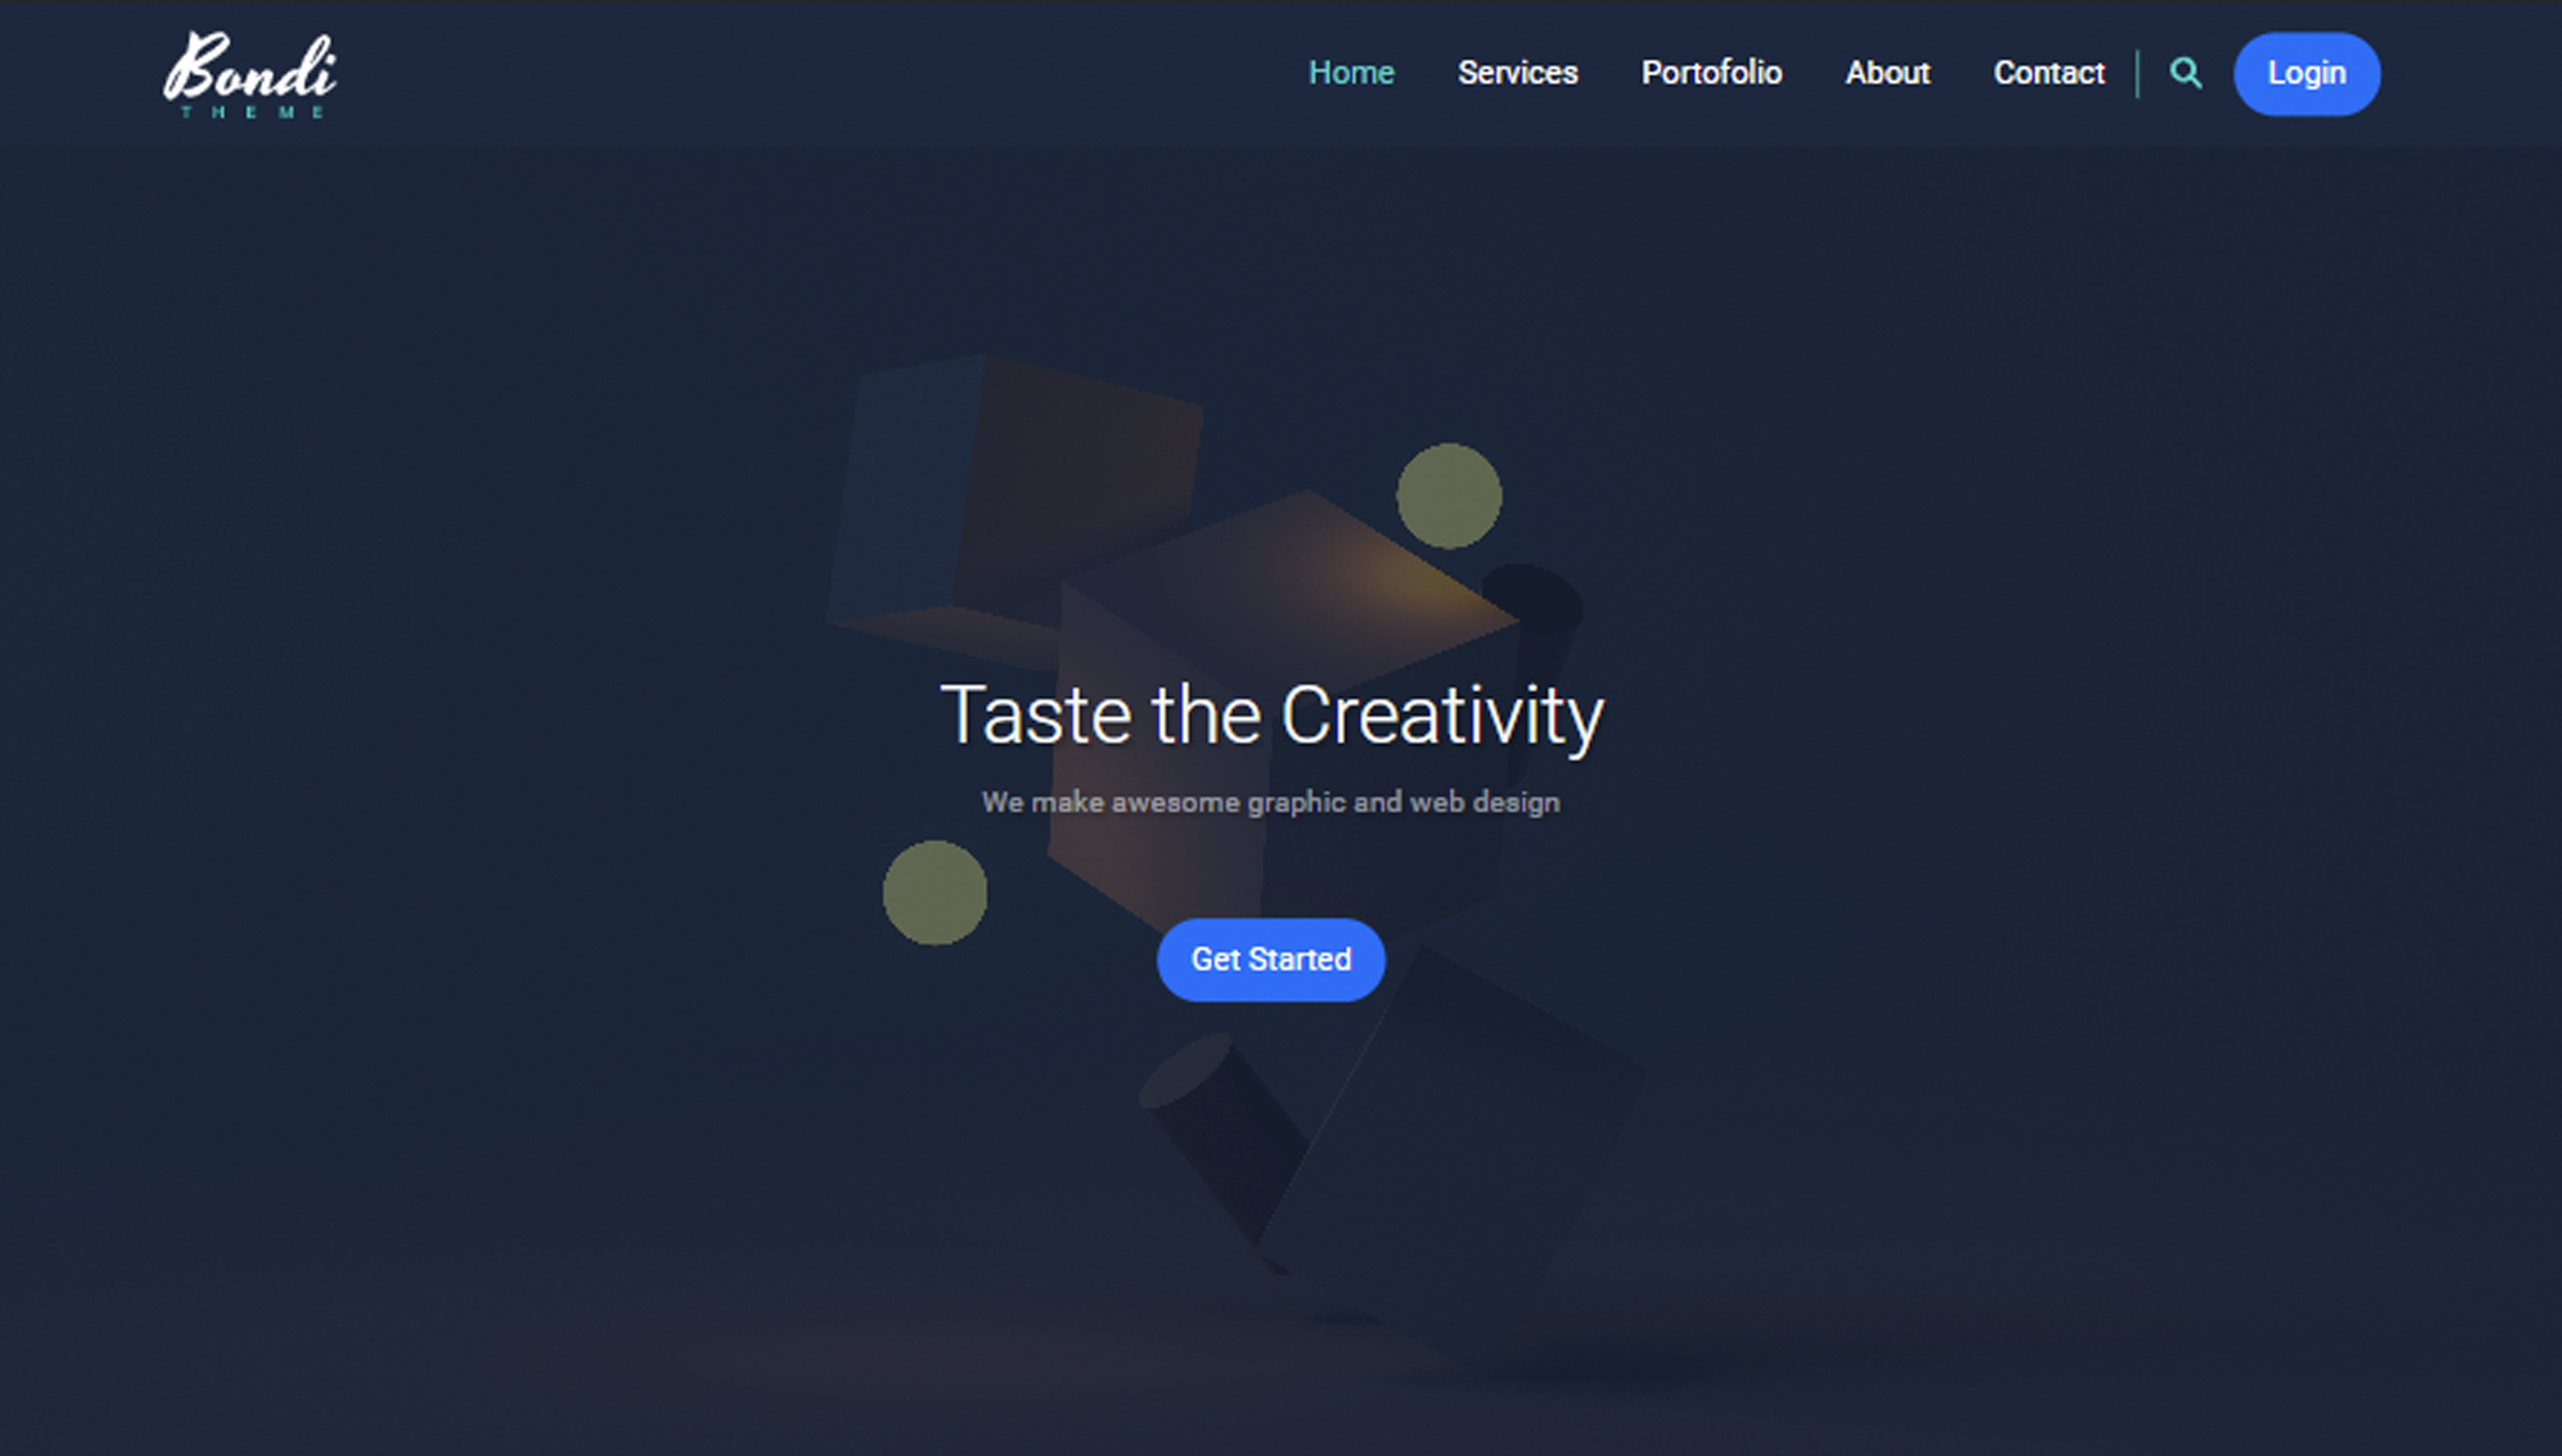 Bondi
THEME
Home Services Portofolio About Contact Login
Taste the Creativity
We make awesome graphic and web design
Get Started